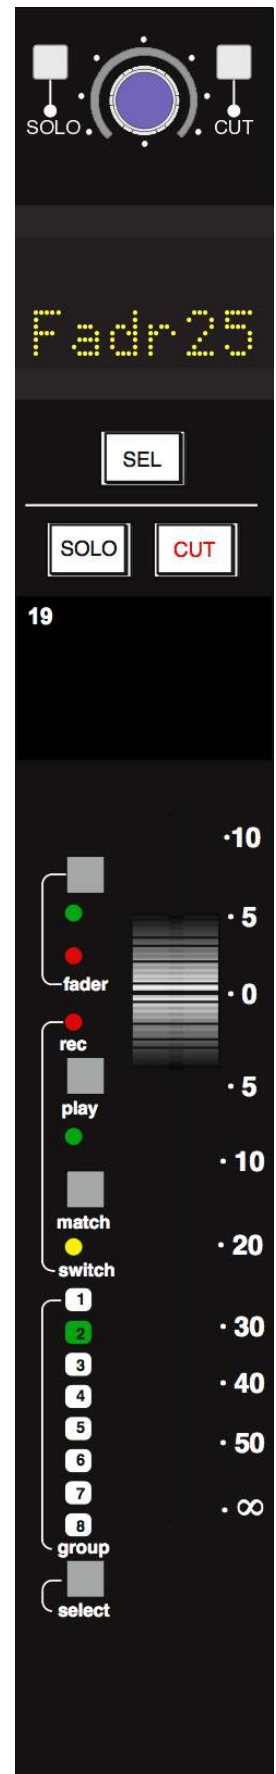 SOLO CUT
Fadr25
SEL
SOLO CUT
19
10
5
fader
0
rec
play
5
10
match
20
switch
1
2
30
3
4
40
5
50
6
7
8
∞
group
select